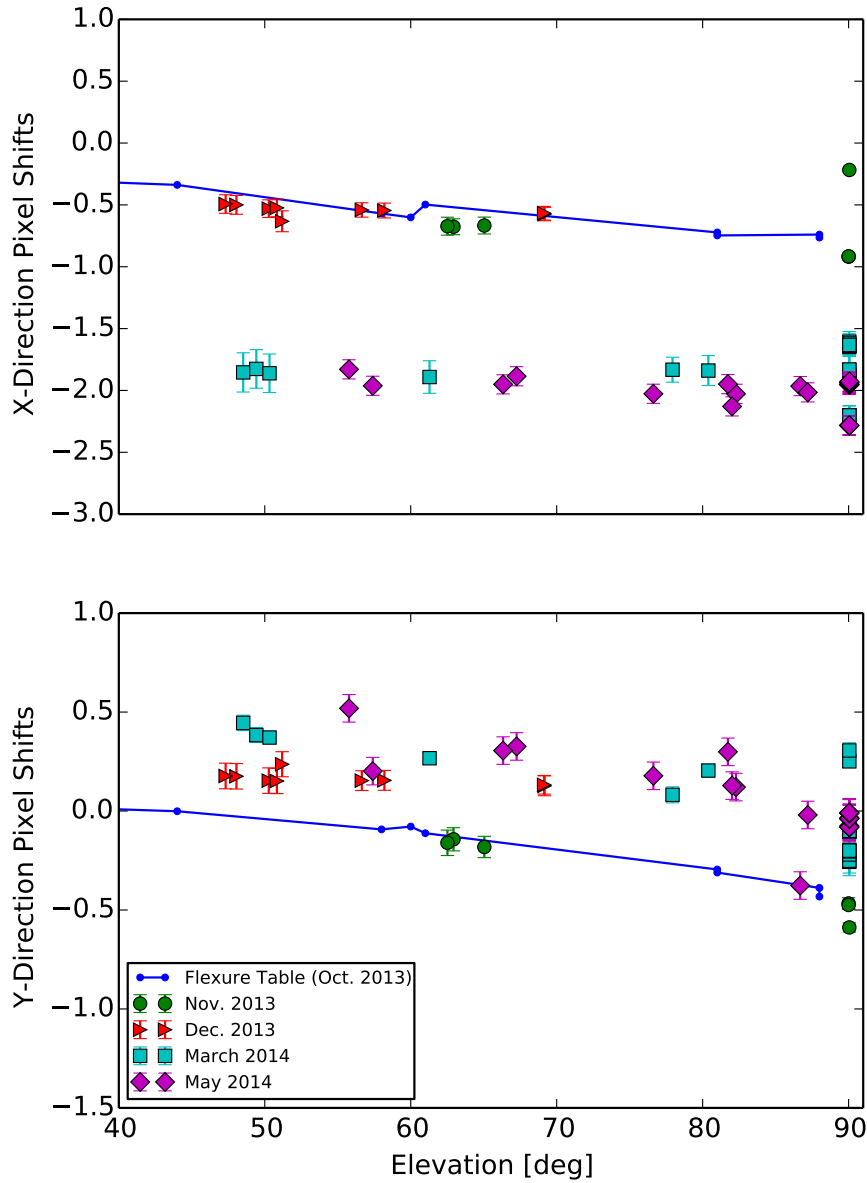 1.0
0.5
0.0
−0.5
−1.0
−1.5
−2.0
−2.5
−3.0
X-Direction Pixel Shifts
1.0
0.5
0.0
−0.5
−1.0
−1.5
Y-Direction Pixel Shifts
Flexure Table (Oct. 2013)
Nov. 2013
Dec. 2013
March 2014
May 2014
40 50 60 70 80 90
Elevation [deg]